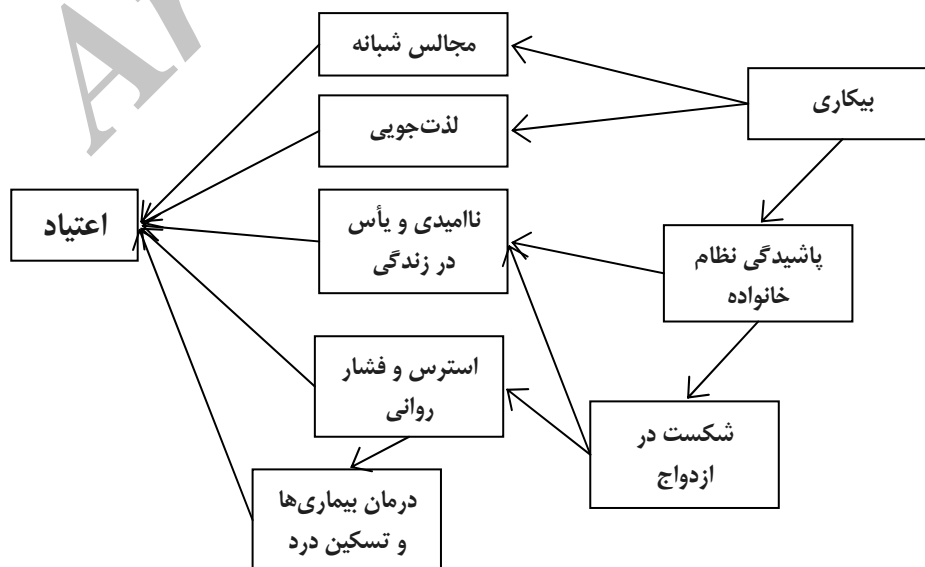 مجالس شبانه
بیکاری
لذت‌جویی
اعتیاد
ناامیدی و یأس
در زندگی
پاشیدگی نظام
خانواده
استرس و فشار
روانی
شکست در
ازدواج
درمان بیماری‌ها
و تسکین درد